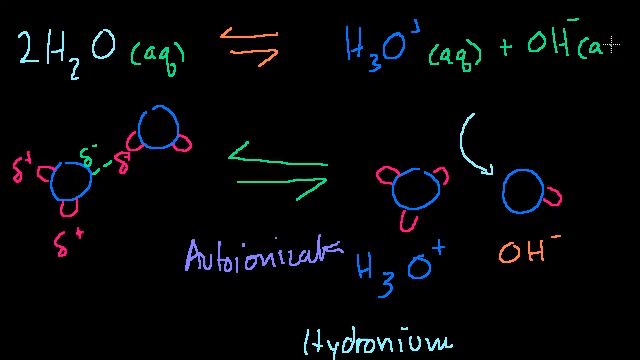 2H₂O (aq) ⇌ H₃O⁺ (aq) + OH⁻ (a
δ⁺ δ⁻ δ⁺
δ⁺
Autoionizat
H₃O⁺ OH⁻
Hydronium